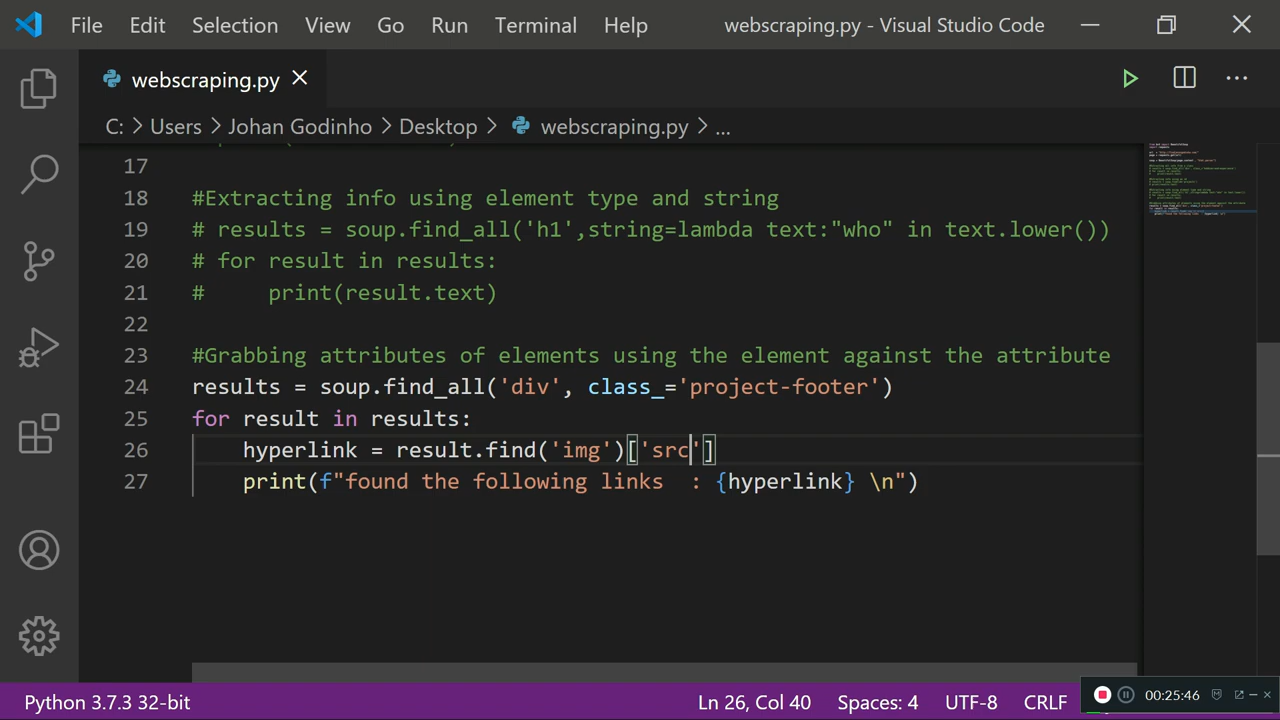 File Edit Selection View Go Run Terminal Help webscraping.py - Visual Studio Code
webscraping.py
C: > Users > Johan Godinho > Desktop > webscraping.py > ...
17
18 #Extracting info using element type and string
19 # results = soup.find_all('h1',string=lambda text:"who" in text.lower())
20 # for result in results:
21 #     print(result.text)
22
23 #Grabbing attributes of elements using the element against the attribute
24 results = soup.find_all('div', class_='project-footer')
25 for result in results:
26     hyperlink = result.find('img')['src']
27     print(f"found the following links  : {hyperlink} \n")
Python 3.7.3 32-bit Ln 26, Col 40 Spaces: 4 UTF-8 CRLF 00:25:46